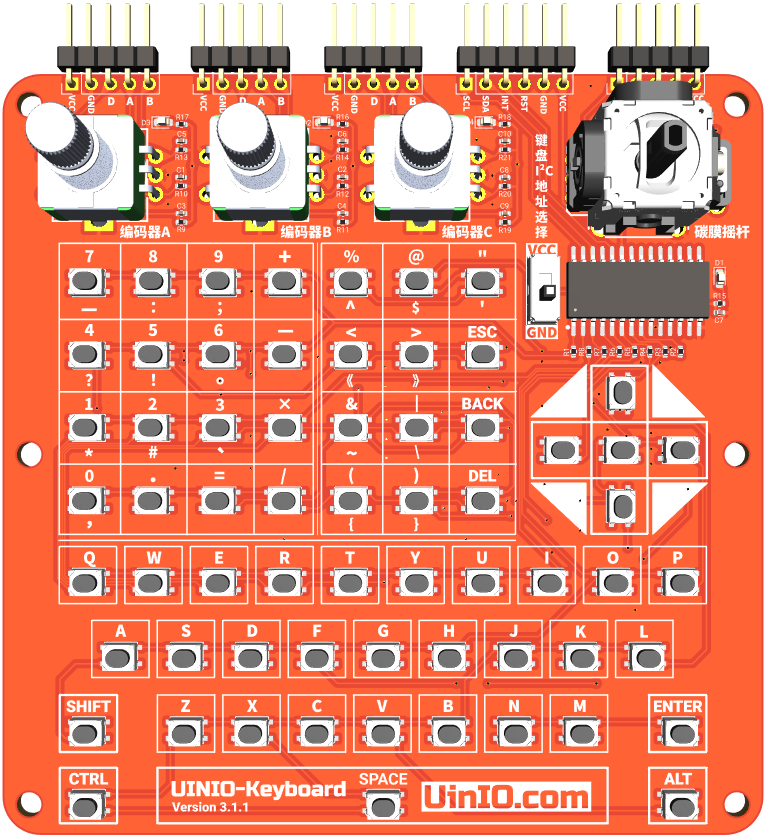 VCC GND D A B
VCC GND D A B
VCC GND D A B
SCL SDA INT RST GND VCC
D3 R17
C5
R13
C1
R10
C3
R9
R16
C6
R14
C2
R12
C4
R11
R18
C10
R21
C8
R20
C9
R19
键盘I²C地址选择
编码器A
编码器B
编码器C
碳膜摇杆
VCC
GND
D1
R15
C7
7 8 9 + % @ "
— : ; ^ $ '
4 5 6 — < > ESC
? ! 。 《 》
1 2 3 × & | BACK
* # 、 ~ \
0 . = / ( ) DEL
, { }
Q W E R T Y U I O P
A S D F G H J K L
SHIFT Z X C V B N M ENTER
CTRL UINIO-Keyboard SPACE UinIO.com ALT
Version 3.1.1